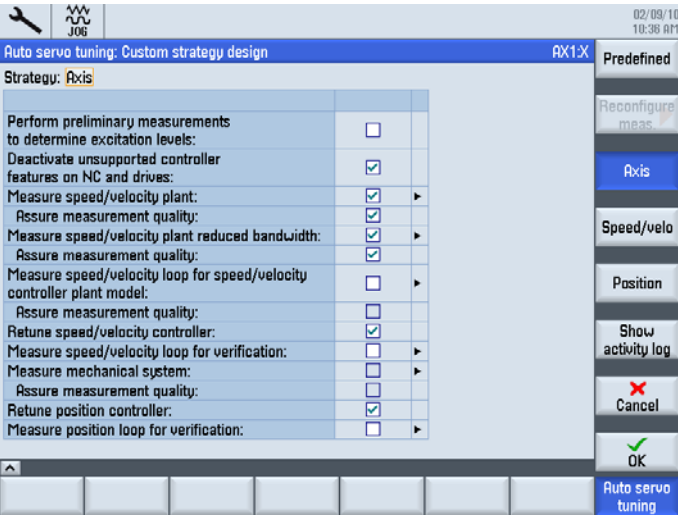 JOG
02/09/10
10:36 AM
Auto servo tuning: Custom strategy design AX1:X
Strategy: Axis
Perform preliminary measurements
to determine excitation levels:
Deactivate unsupported controller
features on NC and drives:
Measure speed/velocity plant:
Assure measurement quality:
Measure speed/velocity plant reduced bandwidth:
Assure measurement quality:
Measure speed/velocity loop for speed/velocity
controller plant model:
Assure measurement quality:
Retune speed/velocity controller:
Measure speed/velocity loop for verification:
Measure mechanical system:
Assure measurement quality:
Retune position controller:
Measure position loop for verification:
Predefined
Reconfigure
meas.
Axis
Speed/velo
Position
Show
activity log
Cancel
OK
Auto servo
tuning